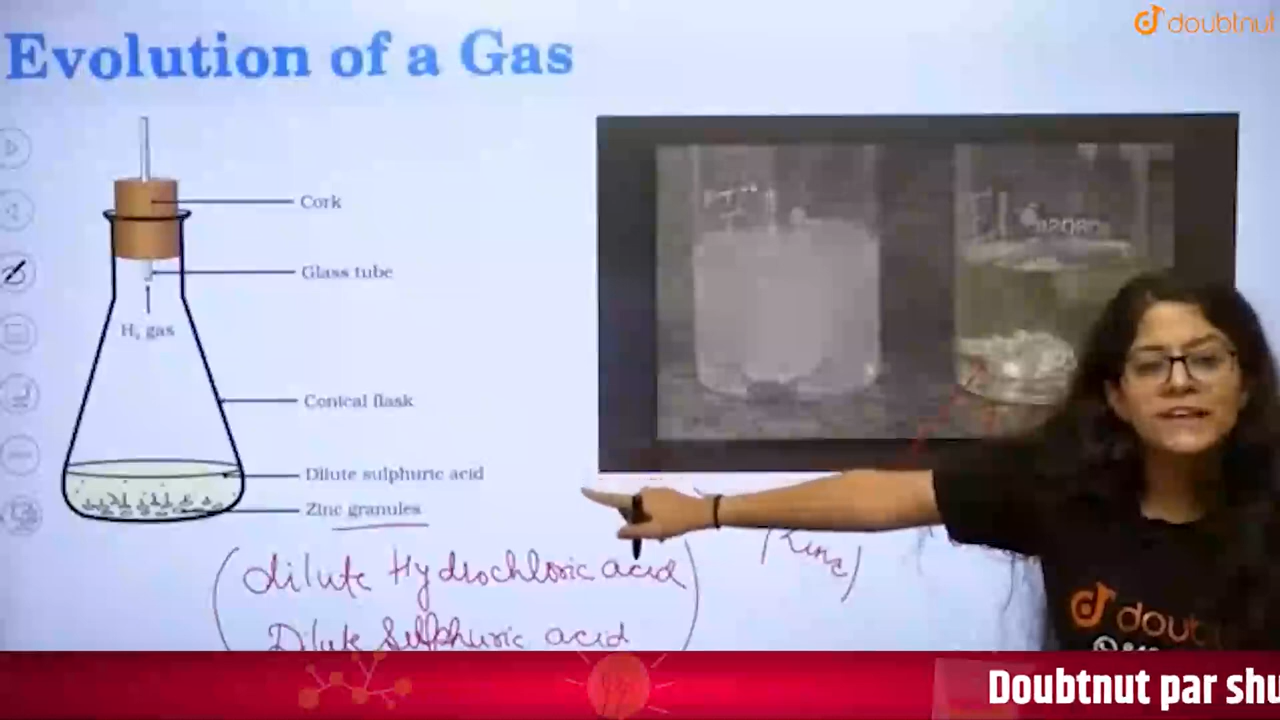 doubtnut
Evolution of a Gas
Cork
Glass tube
H₂ gas
Conical flask
Dilute sulphuric acid
Zinc granules
(Zinc)
(dilute Hydrochloric acid)
Dilute Sulphuric acid
doubt
Doubtnut par shu